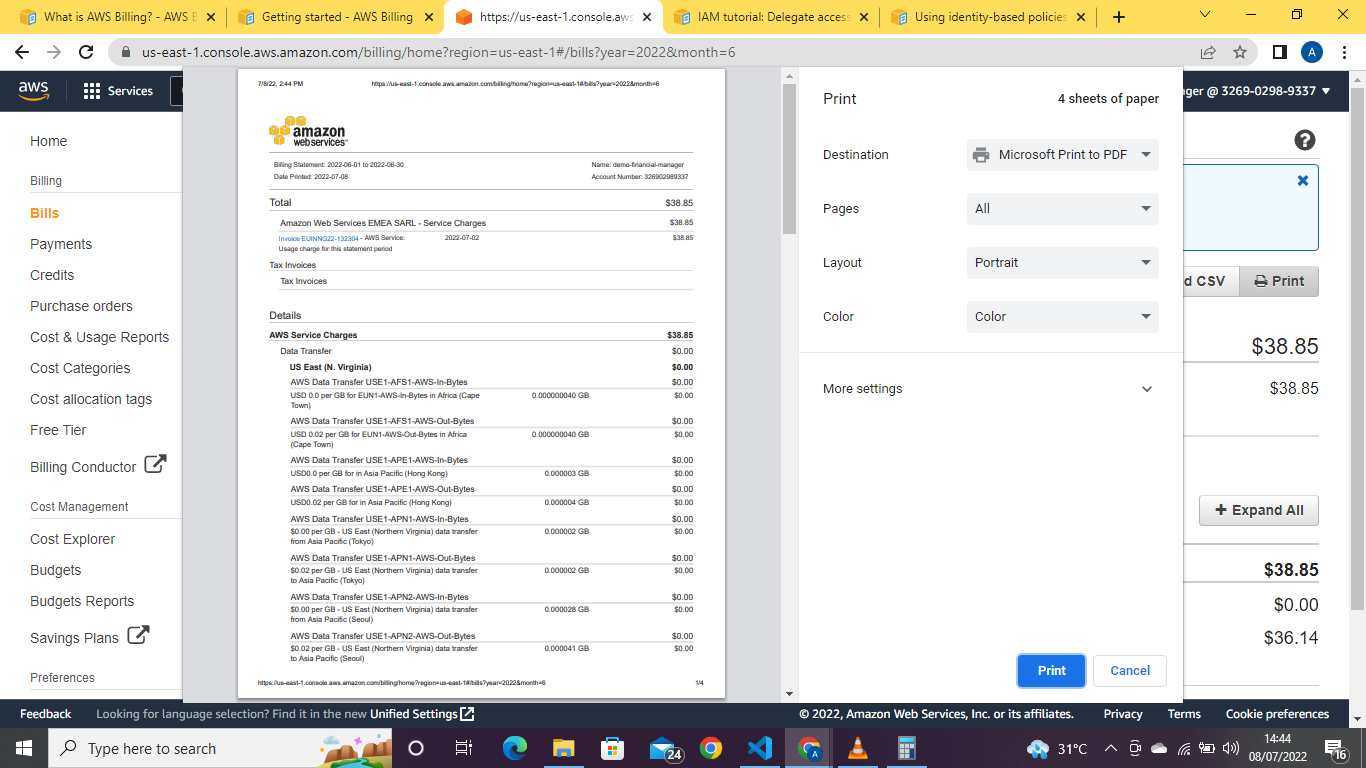 What is AWS Billing? - AWS B
Getting started - AWS Billing
https://us-east-1.console.aws
IAM tutorial: Delegate access
Using identity-based policies
us-east-1.console.aws.amazon.com/billing/home?region=us-east-1#/bills?year=2022&month=6
A
aws
Services
ger @ 3269-0298-9337
Home
Billing
Bills
Payments
Credits
Purchase orders
Cost & Usage Reports
Cost Categories
Cost allocation tags
Free Tier
Billing Conductor
Cost Management
Cost Explorer
Budgets
Budgets Reports
Savings Plans
Preferences
7/8/22, 2:44 PM
https://us-east-1.console.aws.amazon.com/billing/home?region=us-east-1#/bills?year=2022&month=6
amazon
webservices™
Billing Statement: 2022-06-01 to 2022-06-30
Name: demo-financial-manager
Date Printed: 2022-07-08
Account Number: 326902989337
Total $38.85
Amazon Web Services EMEA SARL - Service Charges $38.85
Invoice EUINNG22-132304 - AWS Service: 2022-07-02 $38.85
Usage charge for this statement period
Tax Invoices
Tax Invoices
Details
AWS Service Charges $38.85
Data Transfer $0.00
US East (N. Virginia) $0.00
AWS Data Transfer USE1-AFS1-AWS-In-Bytes $0.00
USD 0.0 per GB for EUN1-AWS-In-Bytes in Africa (Cape 0.000000040 GB $0.00
Town)
AWS Data Transfer USE1-AFS1-AWS-Out-Bytes $0.00
USD 0.02 per GB for EUN1-AWS-Out-Bytes in Africa 0.000000040 GB $0.00
(Cape Town)
AWS Data Transfer USE1-APE1-AWS-In-Bytes $0.00
USD0.0 per GB for in Asia Pacific (Hong Kong) 0.000003 GB $0.00
AWS Data Transfer USE1-APE1-AWS-Out-Bytes $0.00
USD0.02 per GB for in Asia Pacific (Hong Kong) 0.000004 GB $0.00
AWS Data Transfer USE1-APN1-AWS-In-Bytes $0.00
$0.00 per GB - US East (Northern Virginia) data transfer 0.000002 GB $0.00
from Asia Pacific (Tokyo)
AWS Data Transfer USE1-APN1-AWS-Out-Bytes $0.00
$0.02 per GB - US East (Northern Virginia) data transfer 0.000002 GB $0.00
to Asia Pacific (Tokyo)
AWS Data Transfer USE1-APN2-AWS-In-Bytes $0.00
$0.00 per GB - US East (Northern Virginia) data transfer 0.000028 GB $0.00
from Asia Pacific (Seoul)
AWS Data Transfer USE1-APN2-AWS-Out-Bytes $0.00
$0.02 per GB - US East (Northern Virginia) data transfer 0.000041 GB $0.00
to Asia Pacific (Seoul)
https://us-east-1.console.aws.amazon.com/billing/home?region=us-east-1#/bills?year=2022&month=6 1/4
Print 4 sheets of paper
Destination Microsoft Print to PDF
Pages All
Layout Portrait
Color Color
More settings
Print Cancel
d CSV Print
$38.85
$38.85
Expand All
$38.85
$0.00
$36.14
Feedback Looking for language selection? Find it in the new Unified Settings
© 2022, Amazon Web Services, Inc. or its affiliates. Privacy Terms Cookie preferences
Type here to search
24
A
31°C
14:44
08/07/2022
16